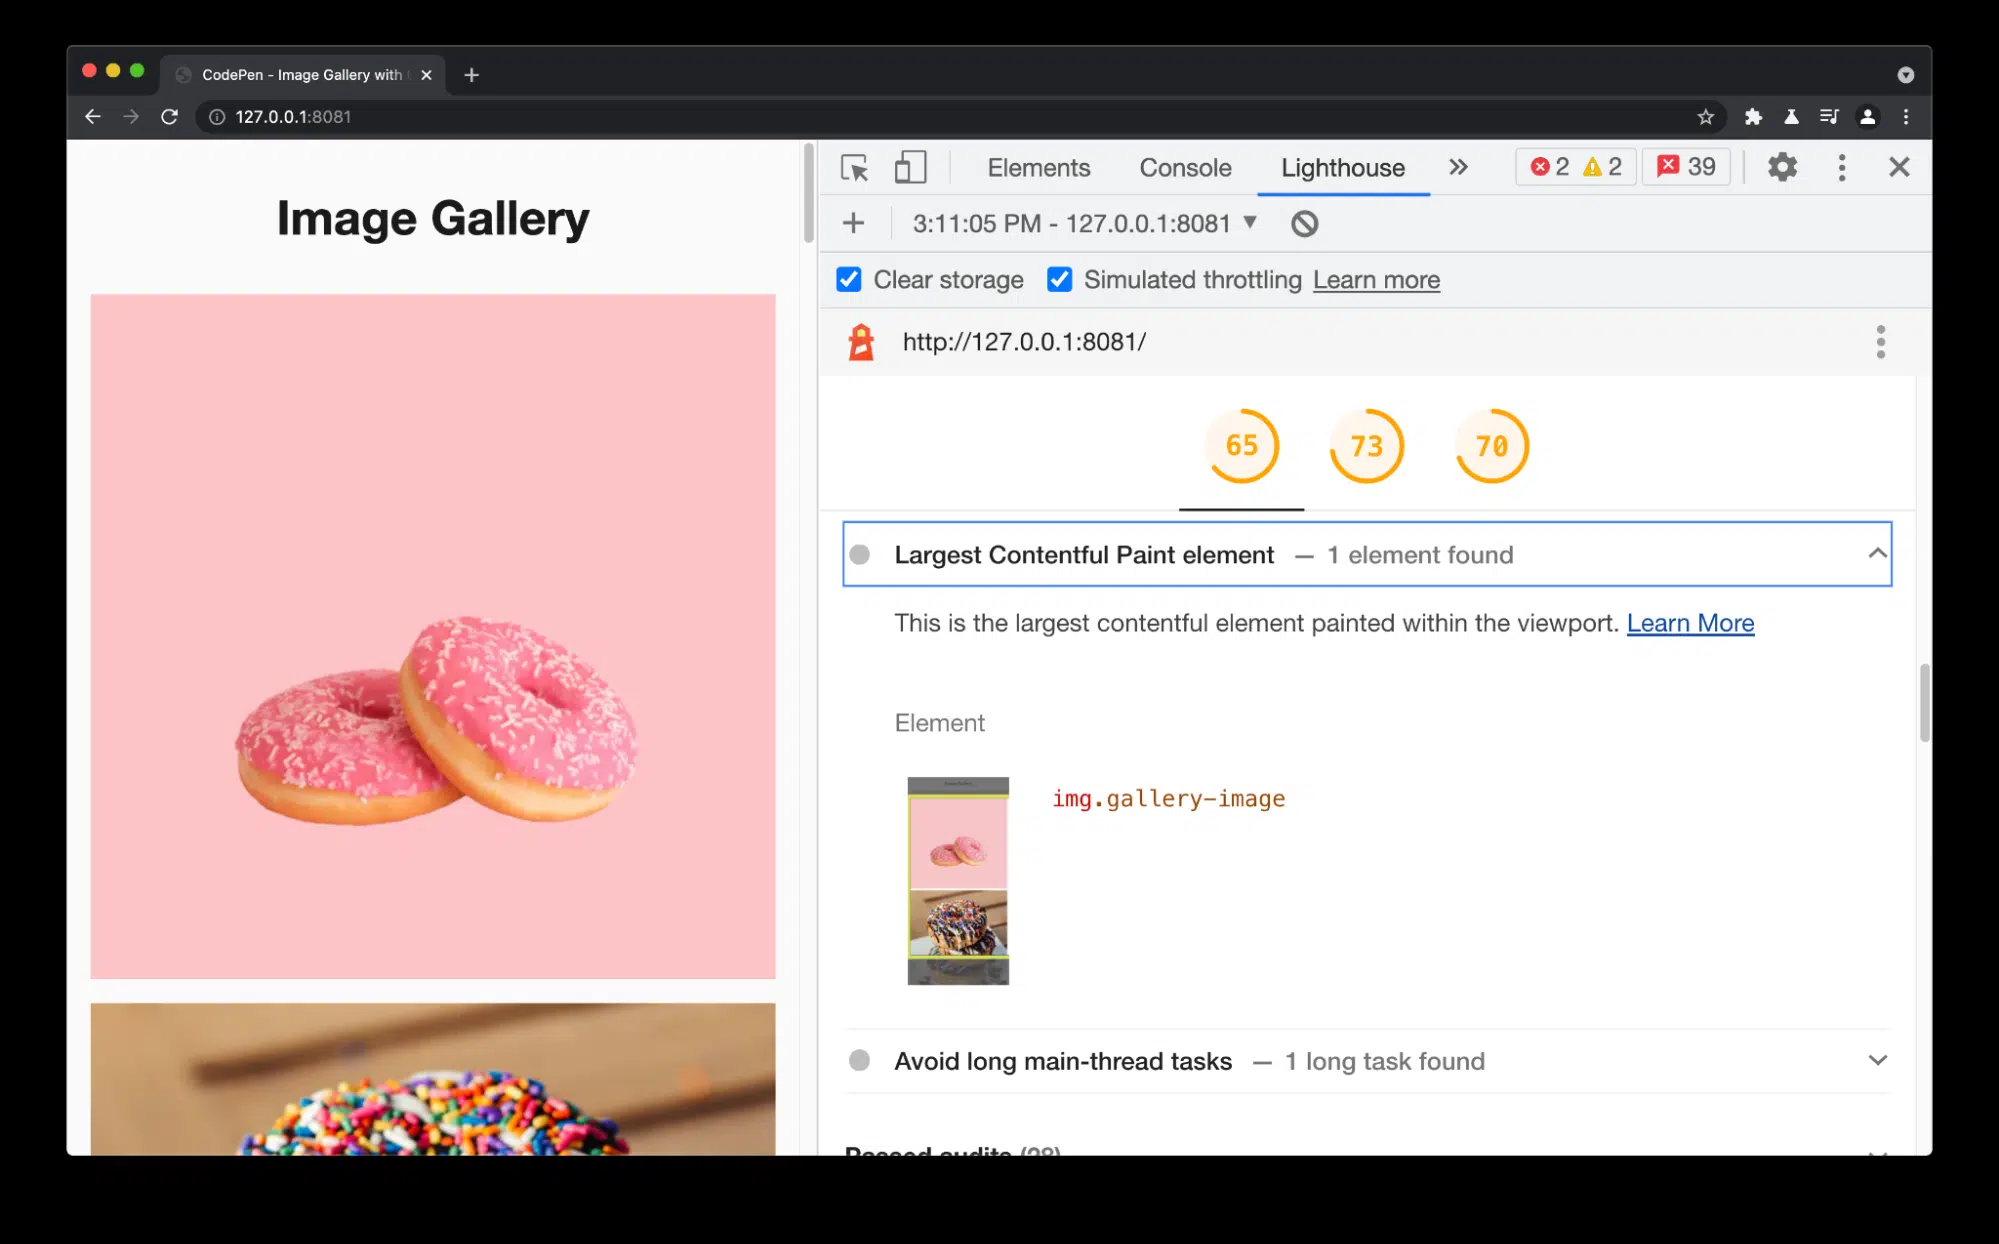 CodePen - Image Gallery with
127.0.0.1:8081
Image Gallery
Elements
Console
Lighthouse
2
2
39
3:11:05 PM - 127.0.0.1:8081
Clear storage
Simulated throttling
Learn more
http://127.0.0.1:8081/
65
73
70
Largest Contentful Paint element — 1 element found
This is the largest contentful element painted within the viewport. Learn More
Element
img.gallery-image
Avoid long main-thread tasks — 1 long task found
Passed audits (28)